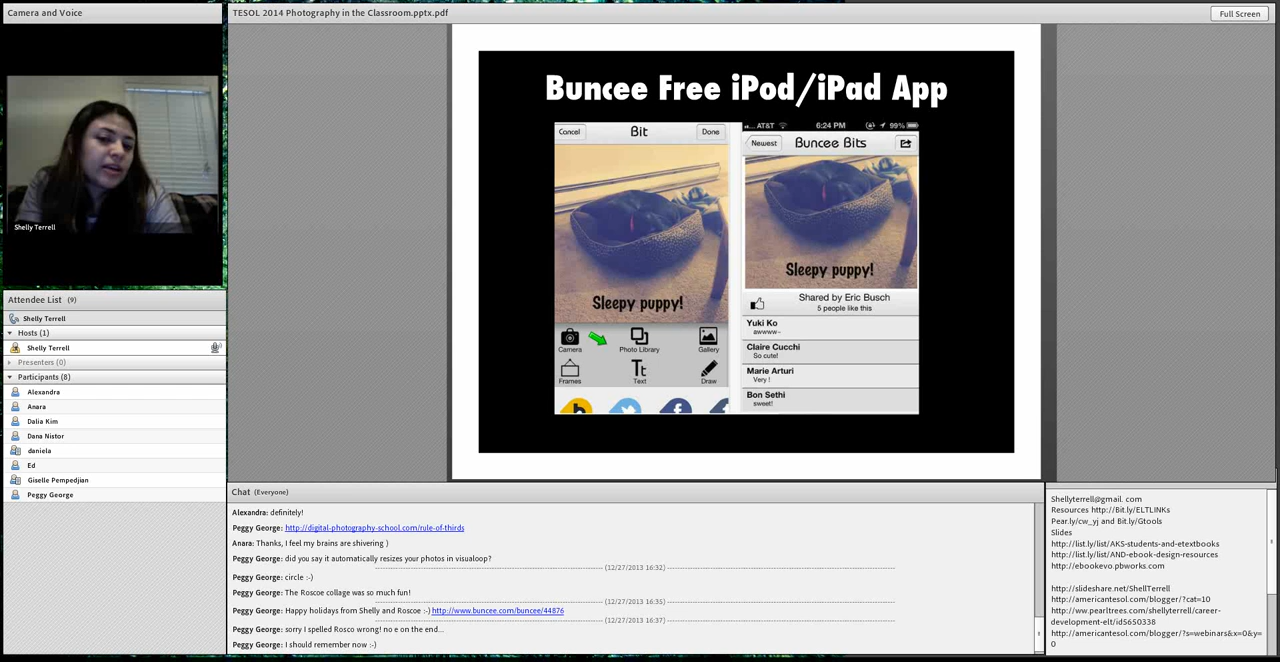 Camera and Voice
Shelly Terrell
Attendee List (9)
Shelly Terrell
Hosts (1)
Shelly Terrell
Presenters (0)
Participants (8)
Alexandra
Anara
Dalia Kim
Dana Nistor
daniela
Ed
Giselle Pempedjian
Peggy George
TESOL 2014 Photography in the Classroom.pptx.pdf
Full Screen
Buncee Free iPod/iPad App
Cancel Bit Done
Sleepy puppy!
Camera Photo Library Gallery
Frames Text Draw
AT&T 6:24 PM 99%
Newest Buncee Bits
Sleepy puppy!
Shared by Eric Busch
5 people like this
Yuki Ko
awwww~
Claire Cucchi
So cute!
Marie Arturi
Very !
Bon Sethi
sweet!
Chat (Everyone)
Alexandra: definitely!
Peggy George: http://digital-photography-school.com/rule-of-thirds
Anara: Thanks, I feel my brains are shivering )
Peggy George: did you say it automatically resizes your photos in visualoop?
(12/27/2013 16:32)
Peggy George: circle :-)
Peggy George: The Roscoe collage was so much fun!
(12/27/2013 16:35)
Peggy George: Happy holidays from Shelly and Roscoe :-) http://www.buncee.com/buncee/44876
(12/27/2013 16:37)
Peggy George: sorry I spelled Rosco wrong! no e on the end...
Peggy George: I should remember now :-)
Shellyterrell@gmail. com
Resources http://Bit.ly/ELTLINKs
Pear.ly/cw_yj and Bit.ly/Gtools
Slides
http://list.ly/list/AKS-students-and-etextbooks
http://list.ly/list/AND-ebook-design-resources
http://ebookevo.pbworks.com
http://slideshare.net/ShellTerrell
http://americantesol.com/blogger/?cat=10
http://ww.pearltrees.com/shellyterrell/career-
development-elt/id5650338
http://americantesol.com/blogger/?s=webinars&x=0&y=
0